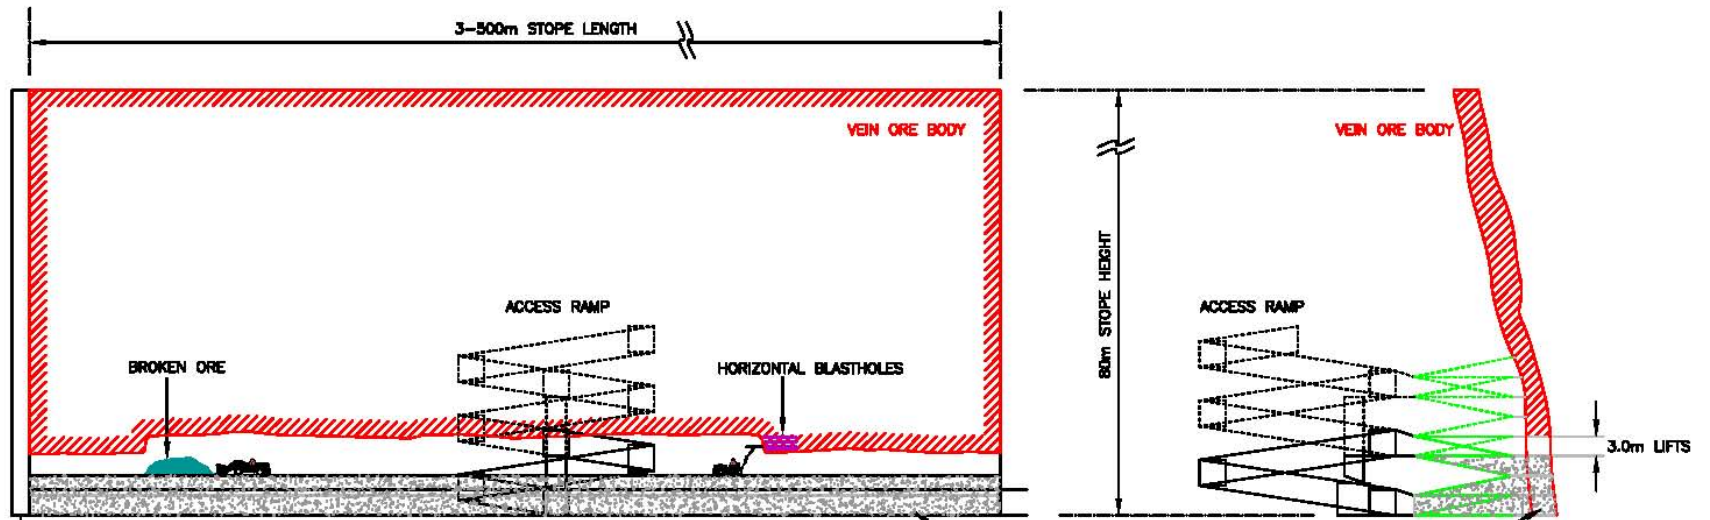 3-500m STOPE LENGTH
VEIN ORE BODY
VEIN ORE BODY
80m STOPE HEIGHT
ACCESS RAMP
ACCESS RAMP
BROKEN ORE
HORIZONTAL BLASTHOLES
3.0m LIFTS